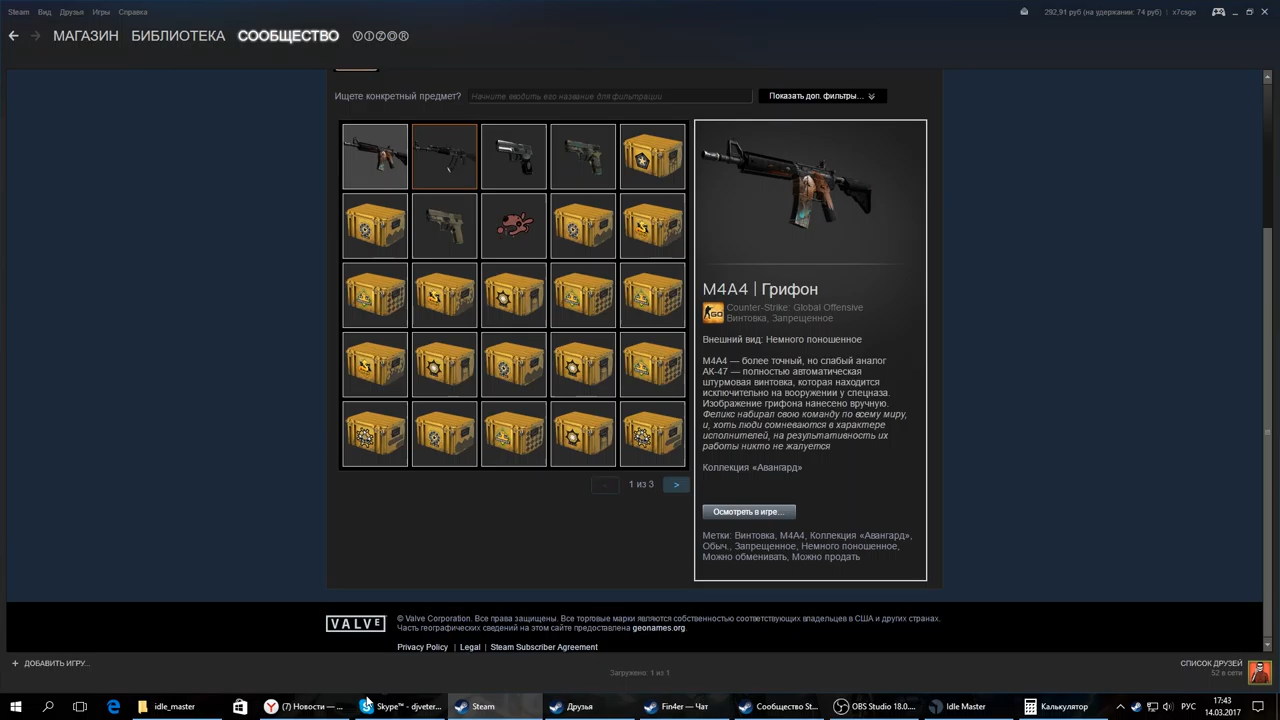 Steam Вид Друзья Игры Справка
292,91 руб (на удержании: 74 руб) x7csgo
МАГАЗИН БИБЛИОТЕКА СООБЩЕСТВО VIZOR
Ищете конкретный предмет? Начните вводить его название для фильтрации Показать доп. фильтры...
M4A4 | Грифон
Counter-Strike: Global Offensive
Винтовка, Запрещенное
Внешний вид: Немного поношенное
M4A4 — более точный, но слабый аналог
АК-47 — полностью автоматическая
штурмовая винтовка, которая находится
исключительно на вооружении у спецназа.
Изображение грифона нанесено вручную.
Феликс набирал свою команду по всему миру,
и, хоть люди сомневаются в характере
исполнителей, на результативность их
работы никто не жалуется
Коллекция «Авангард»
< 1 из 3 >
Осмотреть в игре...
Метки: Винтовка, M4A4, Коллекция «Авангард»,
Обыч., Запрещенное, Немного поношенное,
Можно обменивать, Можно продать
VALVE
© Valve Corporation. Все права защищены. Все торговые марки являются собственностью соответствующих владельцев в США и других странах.
Часть географических сведений на этом сайте предоставлена geonames.org.
Privacy Policy | Legal | Steam Subscriber Agreement
+ ДОБАВИТЬ ИГРУ...
Загружено: 1 из 1
СПИСОК ДРУЗЕЙ
52 в сети
idle_master
(7) Новости — ...
Skype™ - djveter...
Steam
Друзья
Fin4er — Чат
Сообщество St...
OBS Studio 18.0....
Idle Master
Калькулятор
РУС
17:43
14.03.2017